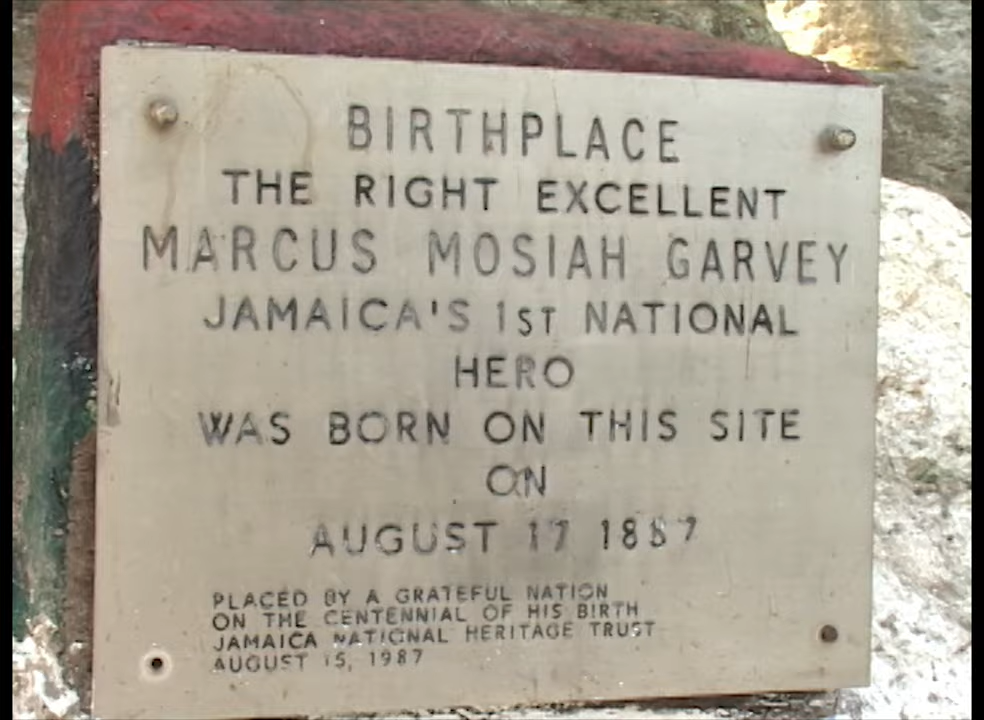 BIRTHPLACE
THE RIGHT EXCELLENT
MARCUS MOSIAH GARVEY
JAMAICA'S 1ST NATIONAL
HERO
WAS BORN ON THIS SITE
ON
AUGUST 17 1887
PLACED BY A GRATEFUL NATION
ON THE CENTENNIAL OF HIS BIRTH
JAMAICA NATIONAL HERITAGE TRUST
AUGUST 15, 1987